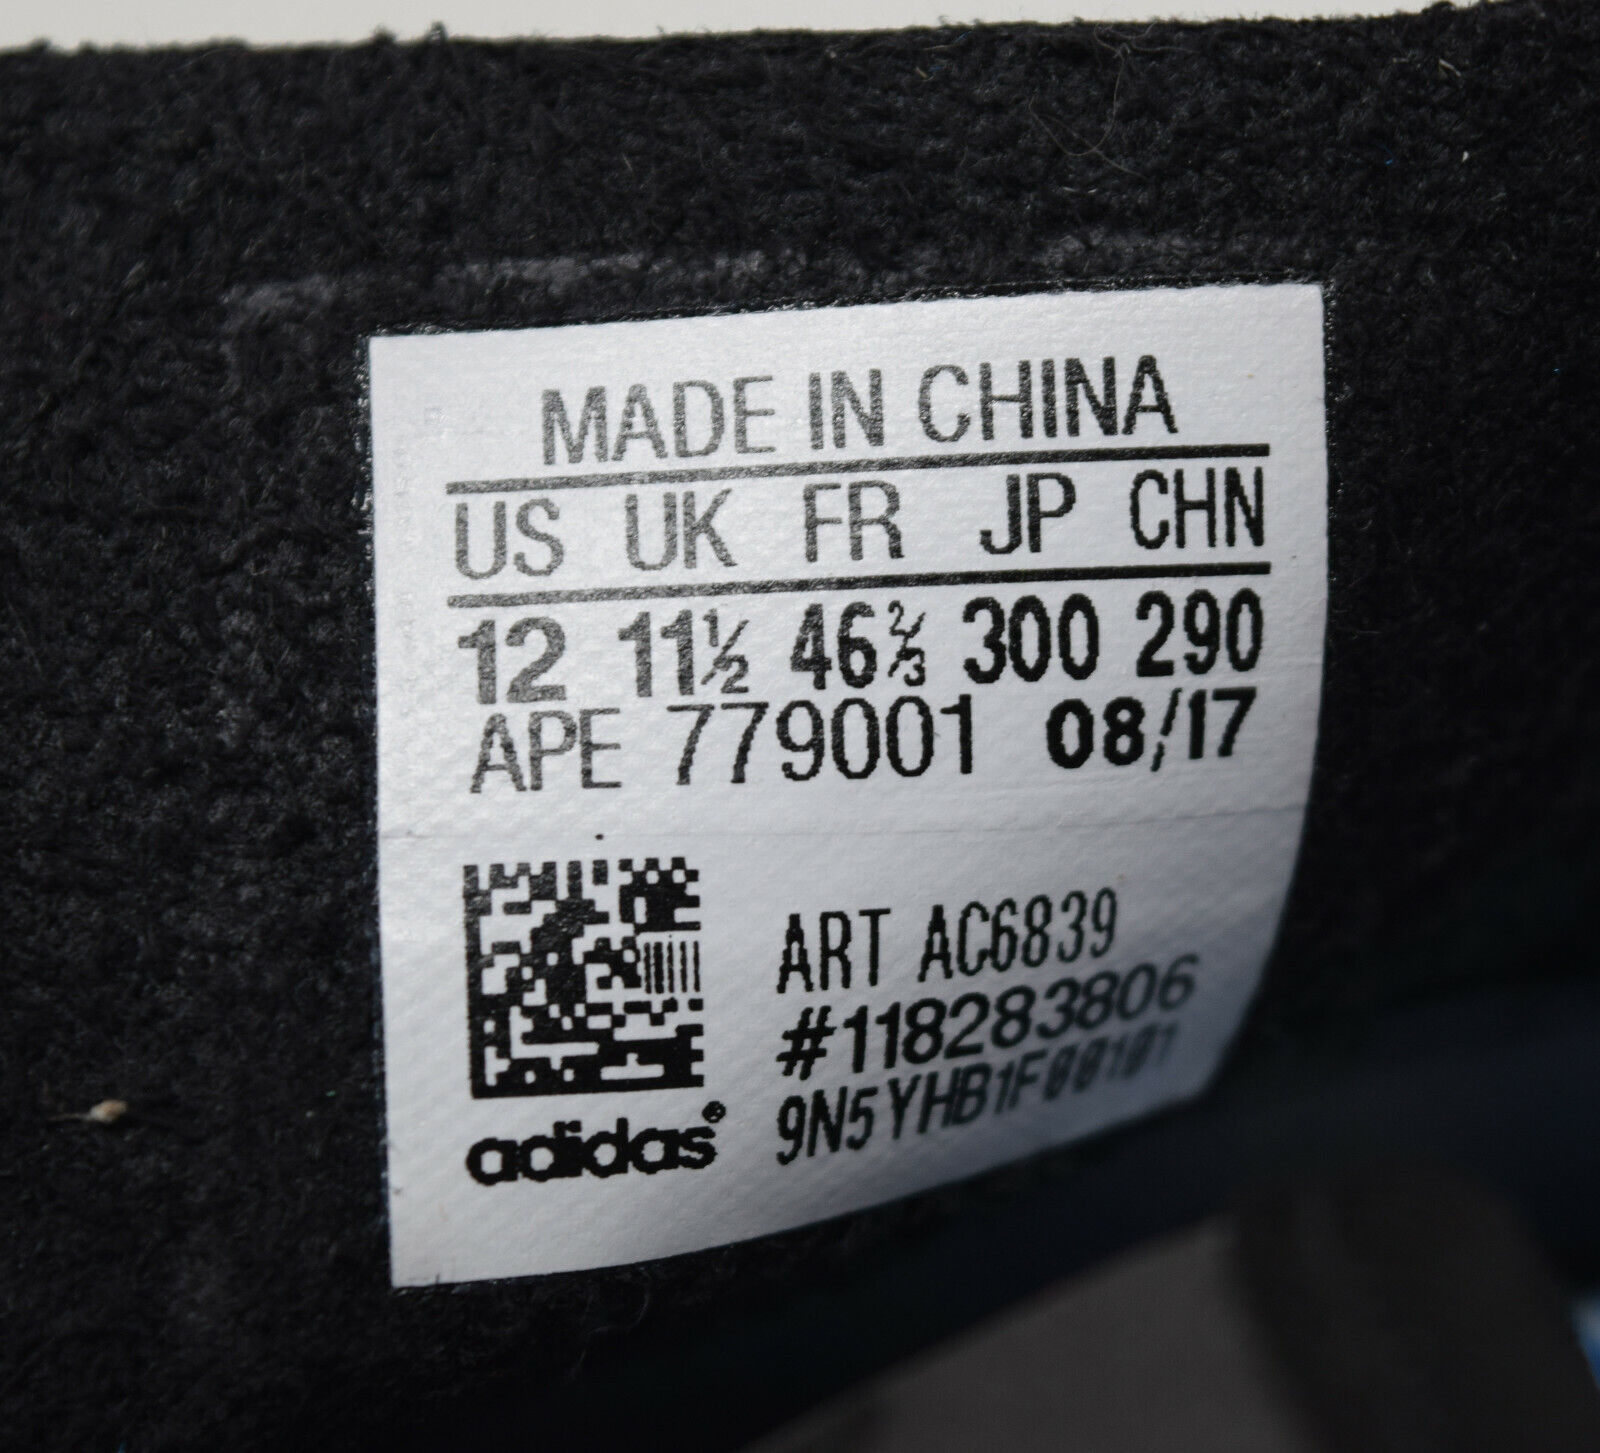 MADE IN CHINA
US UK FR JP CHN
12 11½ 46⅔ 300 290
APE 779001 08/17
ART AC6839
#118283806
9N5YHB1F00101
adidas®